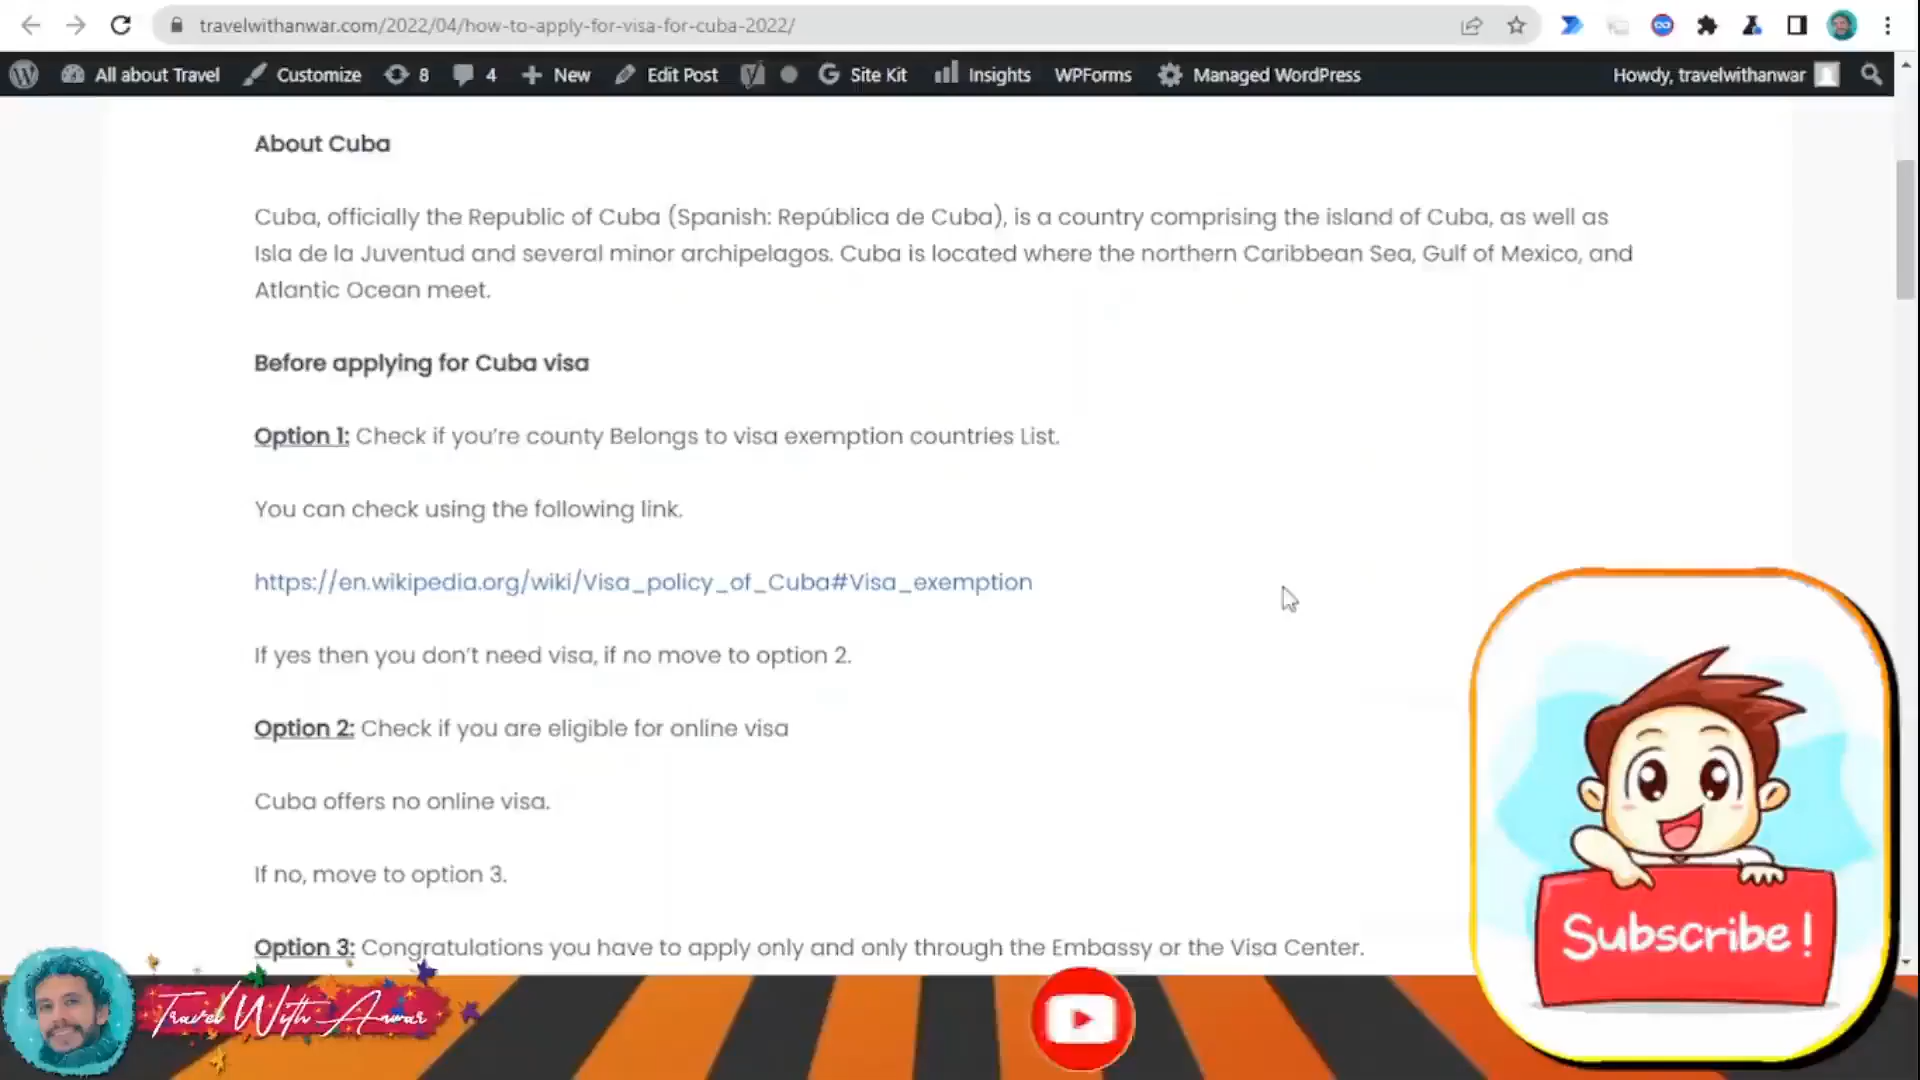 travelwithanwar.com/2022/04/how-to-apply-for-visa-for-cuba-2022/
All about Travel Customize 8 4 New Edit Post Site Kit Insights WPForms Managed WordPress Howdy, travelwithanwar
About Cuba
Cuba, officially the Republic of Cuba (Spanish: República de Cuba), is a country comprising the island of Cuba, as well as
Isla de la Juventud and several minor archipelagos. Cuba is located where the northern Caribbean Sea, Gulf of Mexico, and
Atlantic Ocean meet.
Before applying for Cuba visa
Option 1: Check if you're county Belongs to visa exemption countries List.
You can check using the following link.
https://en.wikipedia.org/wiki/Visa_policy_of_Cuba#Visa_exemption
If yes then you don't need visa, if no move to option 2.
Option 2: Check if you are eligible for online visa
Cuba offers no online visa.
If no, move to option 3.
Option 3: Congratulations you have to apply only and only through the Embassy or the Visa Center.
Subscribe!
Travel With Anwar